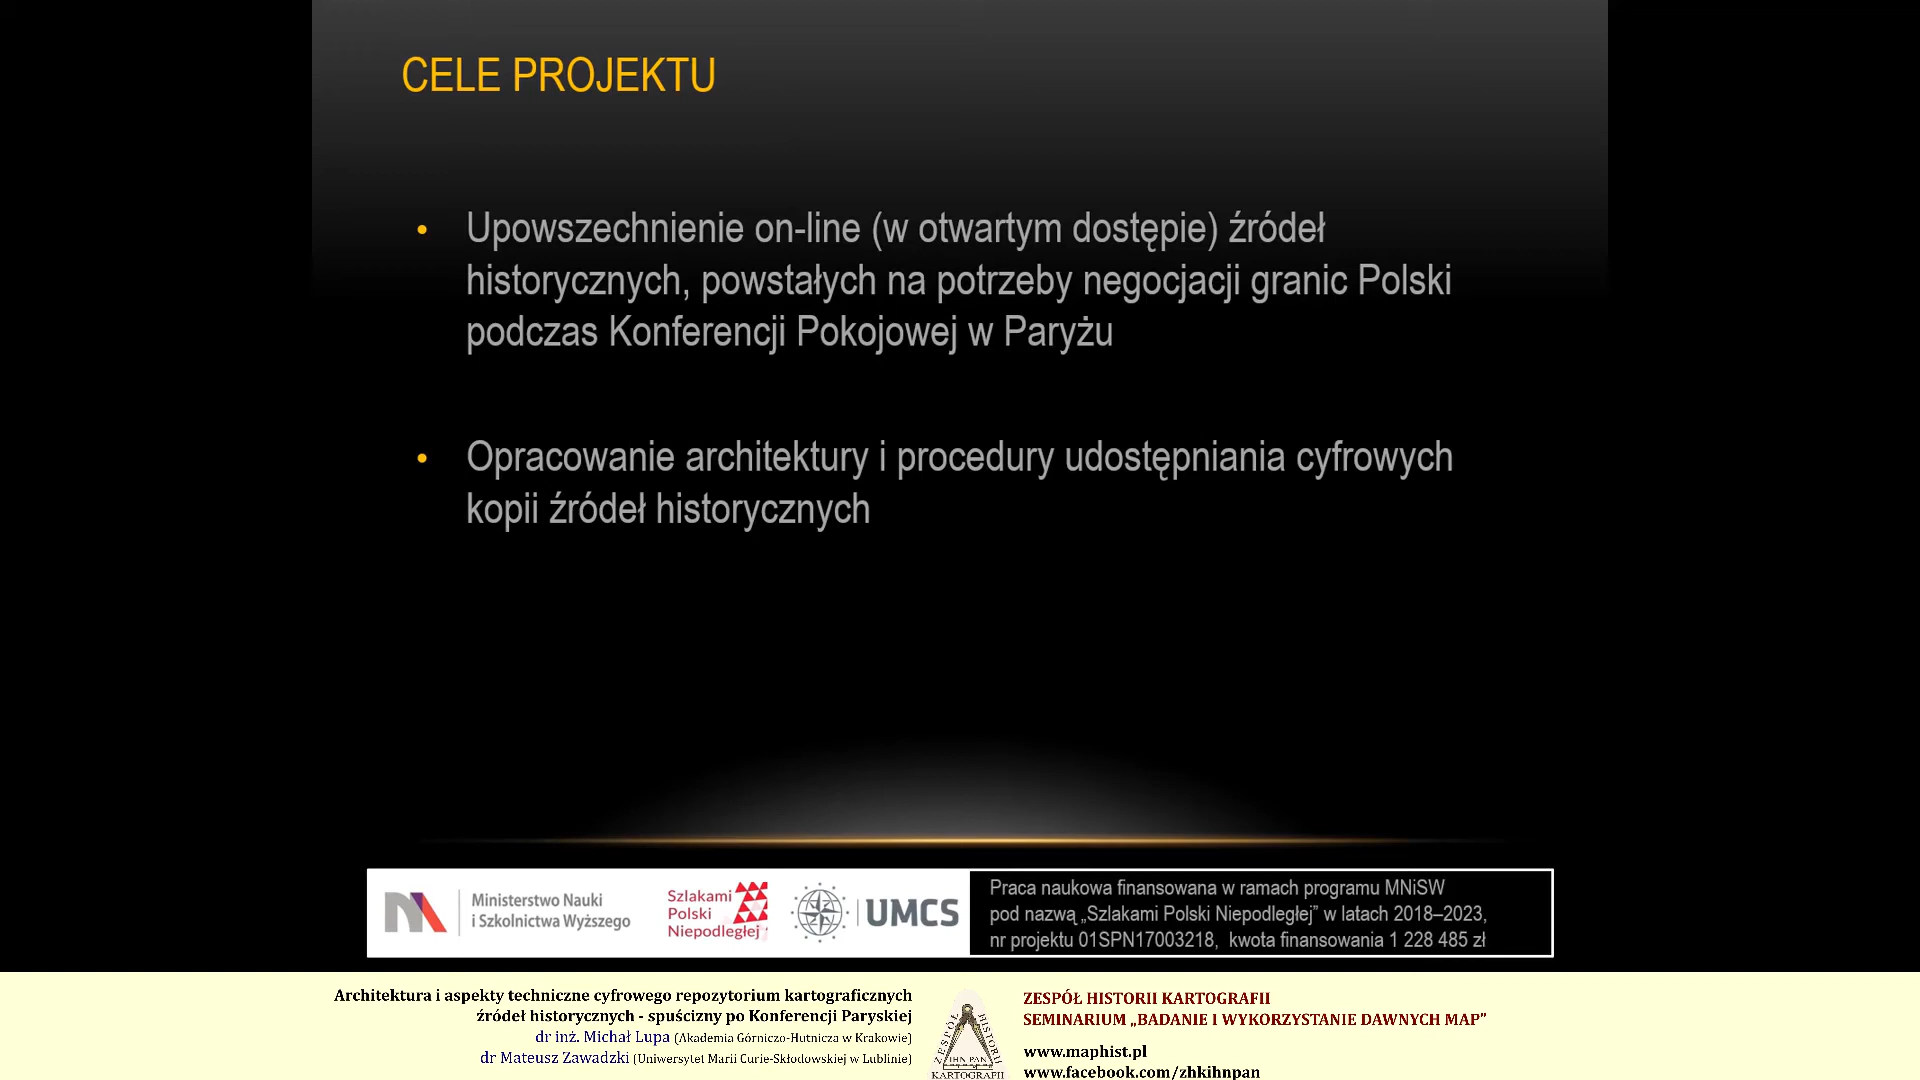 CELE PROJEKTU
• Upowszechnienie on-line (w otwartym dostępie) źródeł
historycznych, powstałych na potrzeby negocjacji granic Polski
podczas Konferencji Pokojowej w Paryżu
• Opracowanie architektury i procedury udostępniania cyfrowych
kopii źródeł historycznych
Ministerstwo Nauki
i Szkolnictwa Wyższego
Szlakami
Polski
Niepodległej
UMCS
Praca naukowa finansowana w ramach programu MNiSW
pod nazwą „Szlakami Polski Niepodległej” w latach 2018–2023,
nr projektu 01SPN17003218, kwota finansowania 1 228 485 zł
Architektura i aspekty techniczne cyfrowego repozytorium kartograficznych
źródeł historycznych - spuścizny po Konferencji Paryskiej
dr inż. Michał Lupa (Akademia Górniczo-Hutnicza w Krakowie)
dr Mateusz Zawadzki (Uniwersytet Marii Curie-Skłodowskiej w Lublinie)
ZESPÓŁ HISTORII
IHN PAN
KARTOGRAFII
ZESPÓŁ HISTORII KARTOGRAFII
SEMINARIUM „BADANIE I WYKORZYSTANIE DAWNYCH MAP”
www.maphist.pl
www.facebook.com/zhkihnpan